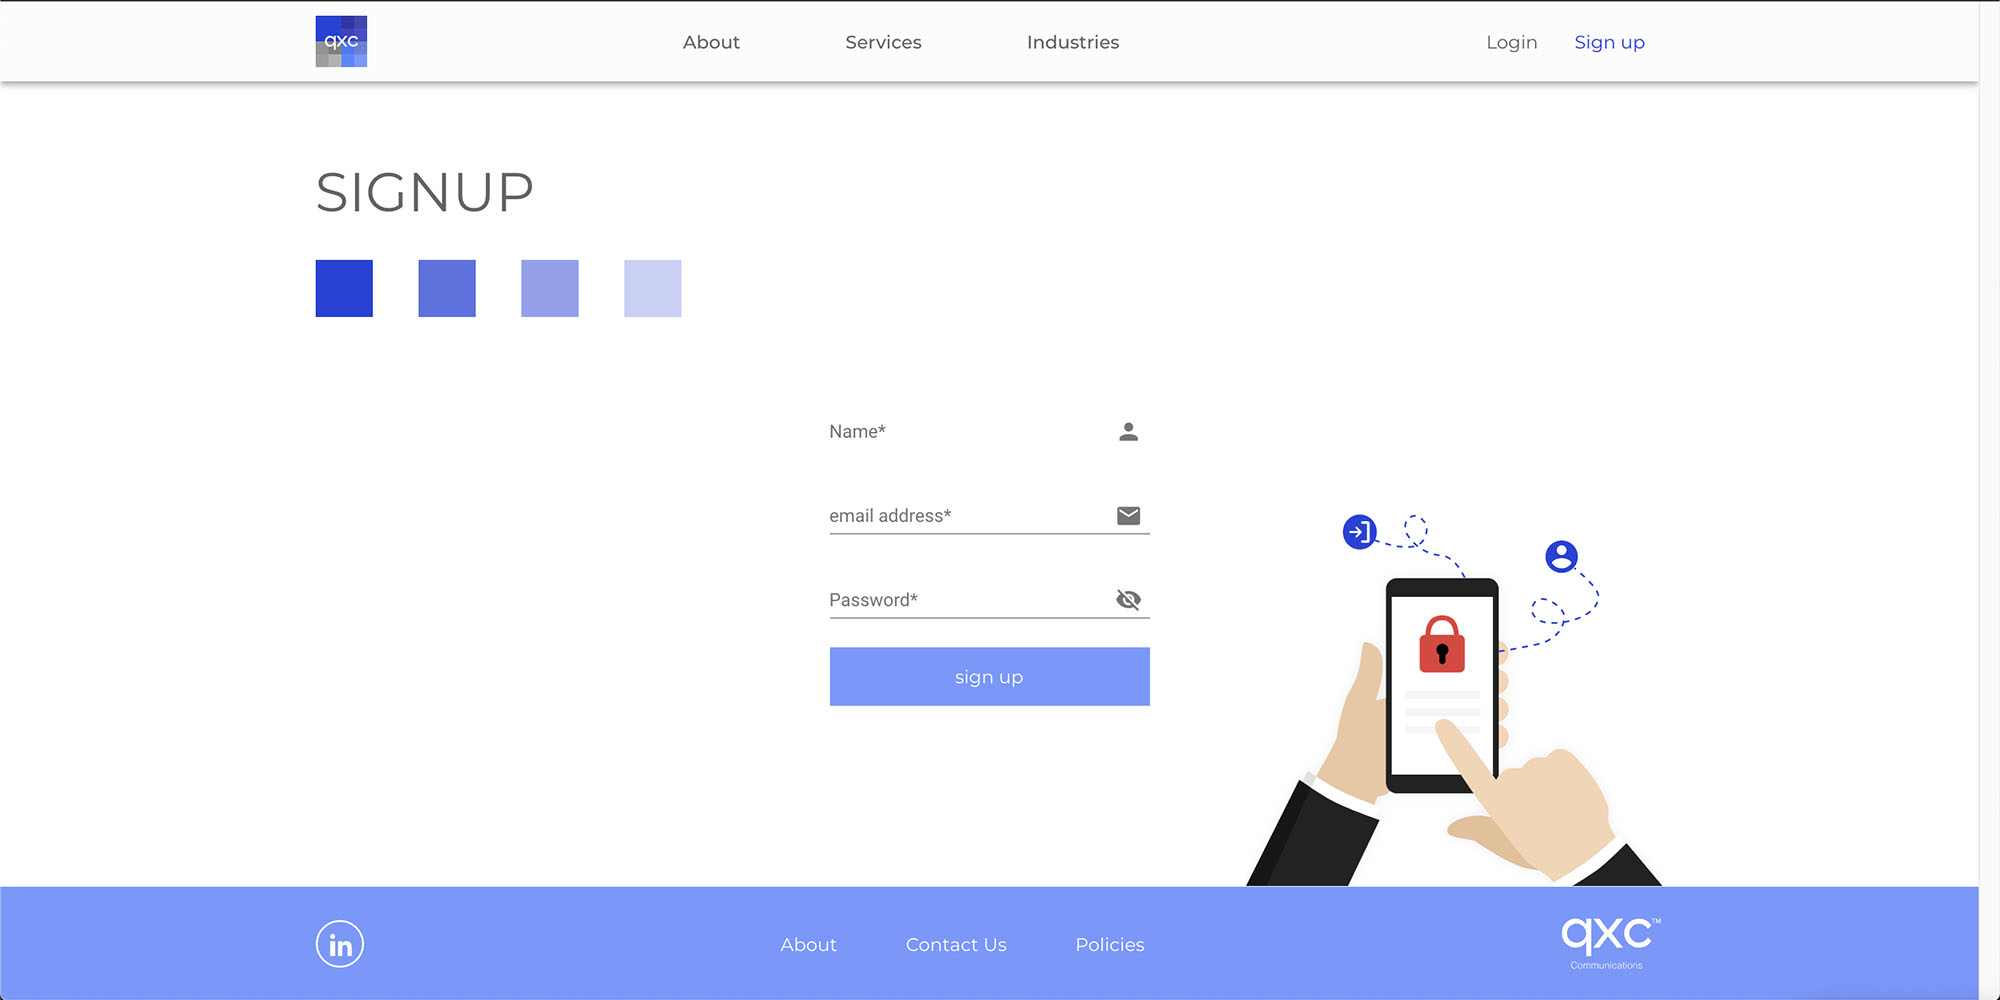 qxc
About
Services
Industries
Login
Sign up
SIGNUP
Name*
email address*
Password*
sign up
in
About
Contact Us
Policies
qxc™
Communications